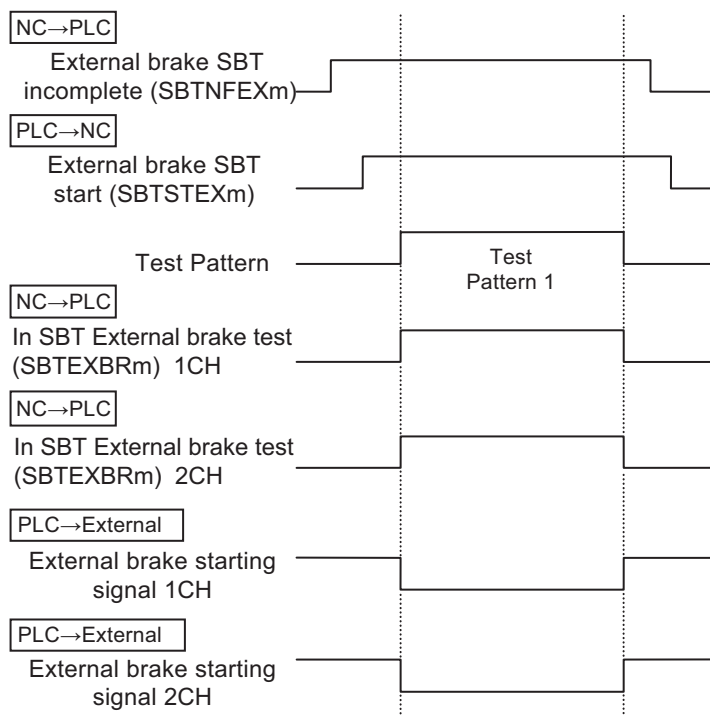 NC→PLC
External brake SBT
incomplete (SBTNFEXm)
PLC→NC
External brake SBT
start (SBTSTEXm)
Test Pattern
Test
Pattern 1
NC→PLC
In SBT External brake test
(SBTEXBRm) 1CH
NC→PLC
In SBT External brake test
(SBTEXBRm) 2CH
PLC→External
External brake starting
signal 1CH
PLC→External
External brake starting
signal 2CH